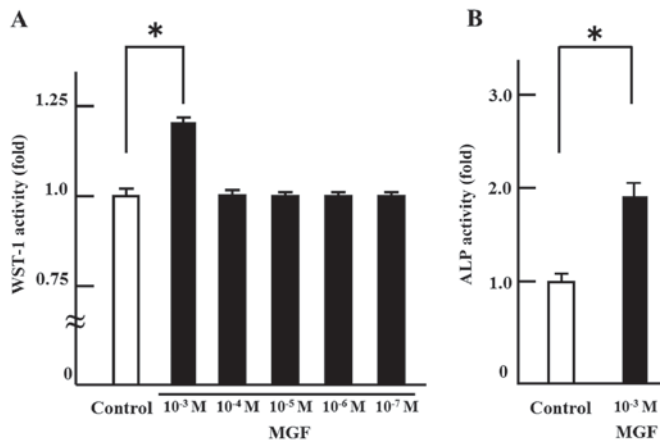 A
WST-1 activity (fold)
1.25
1.0
0.75
0
*
Control
10⁻³ M
10⁻⁴ M
10⁻⁵ M
10⁻⁶ M
10⁻⁷ M
MGF
B
ALP activity (fold)
3.0
2.0
1.0
0
*
Control
10⁻³ M
MGF